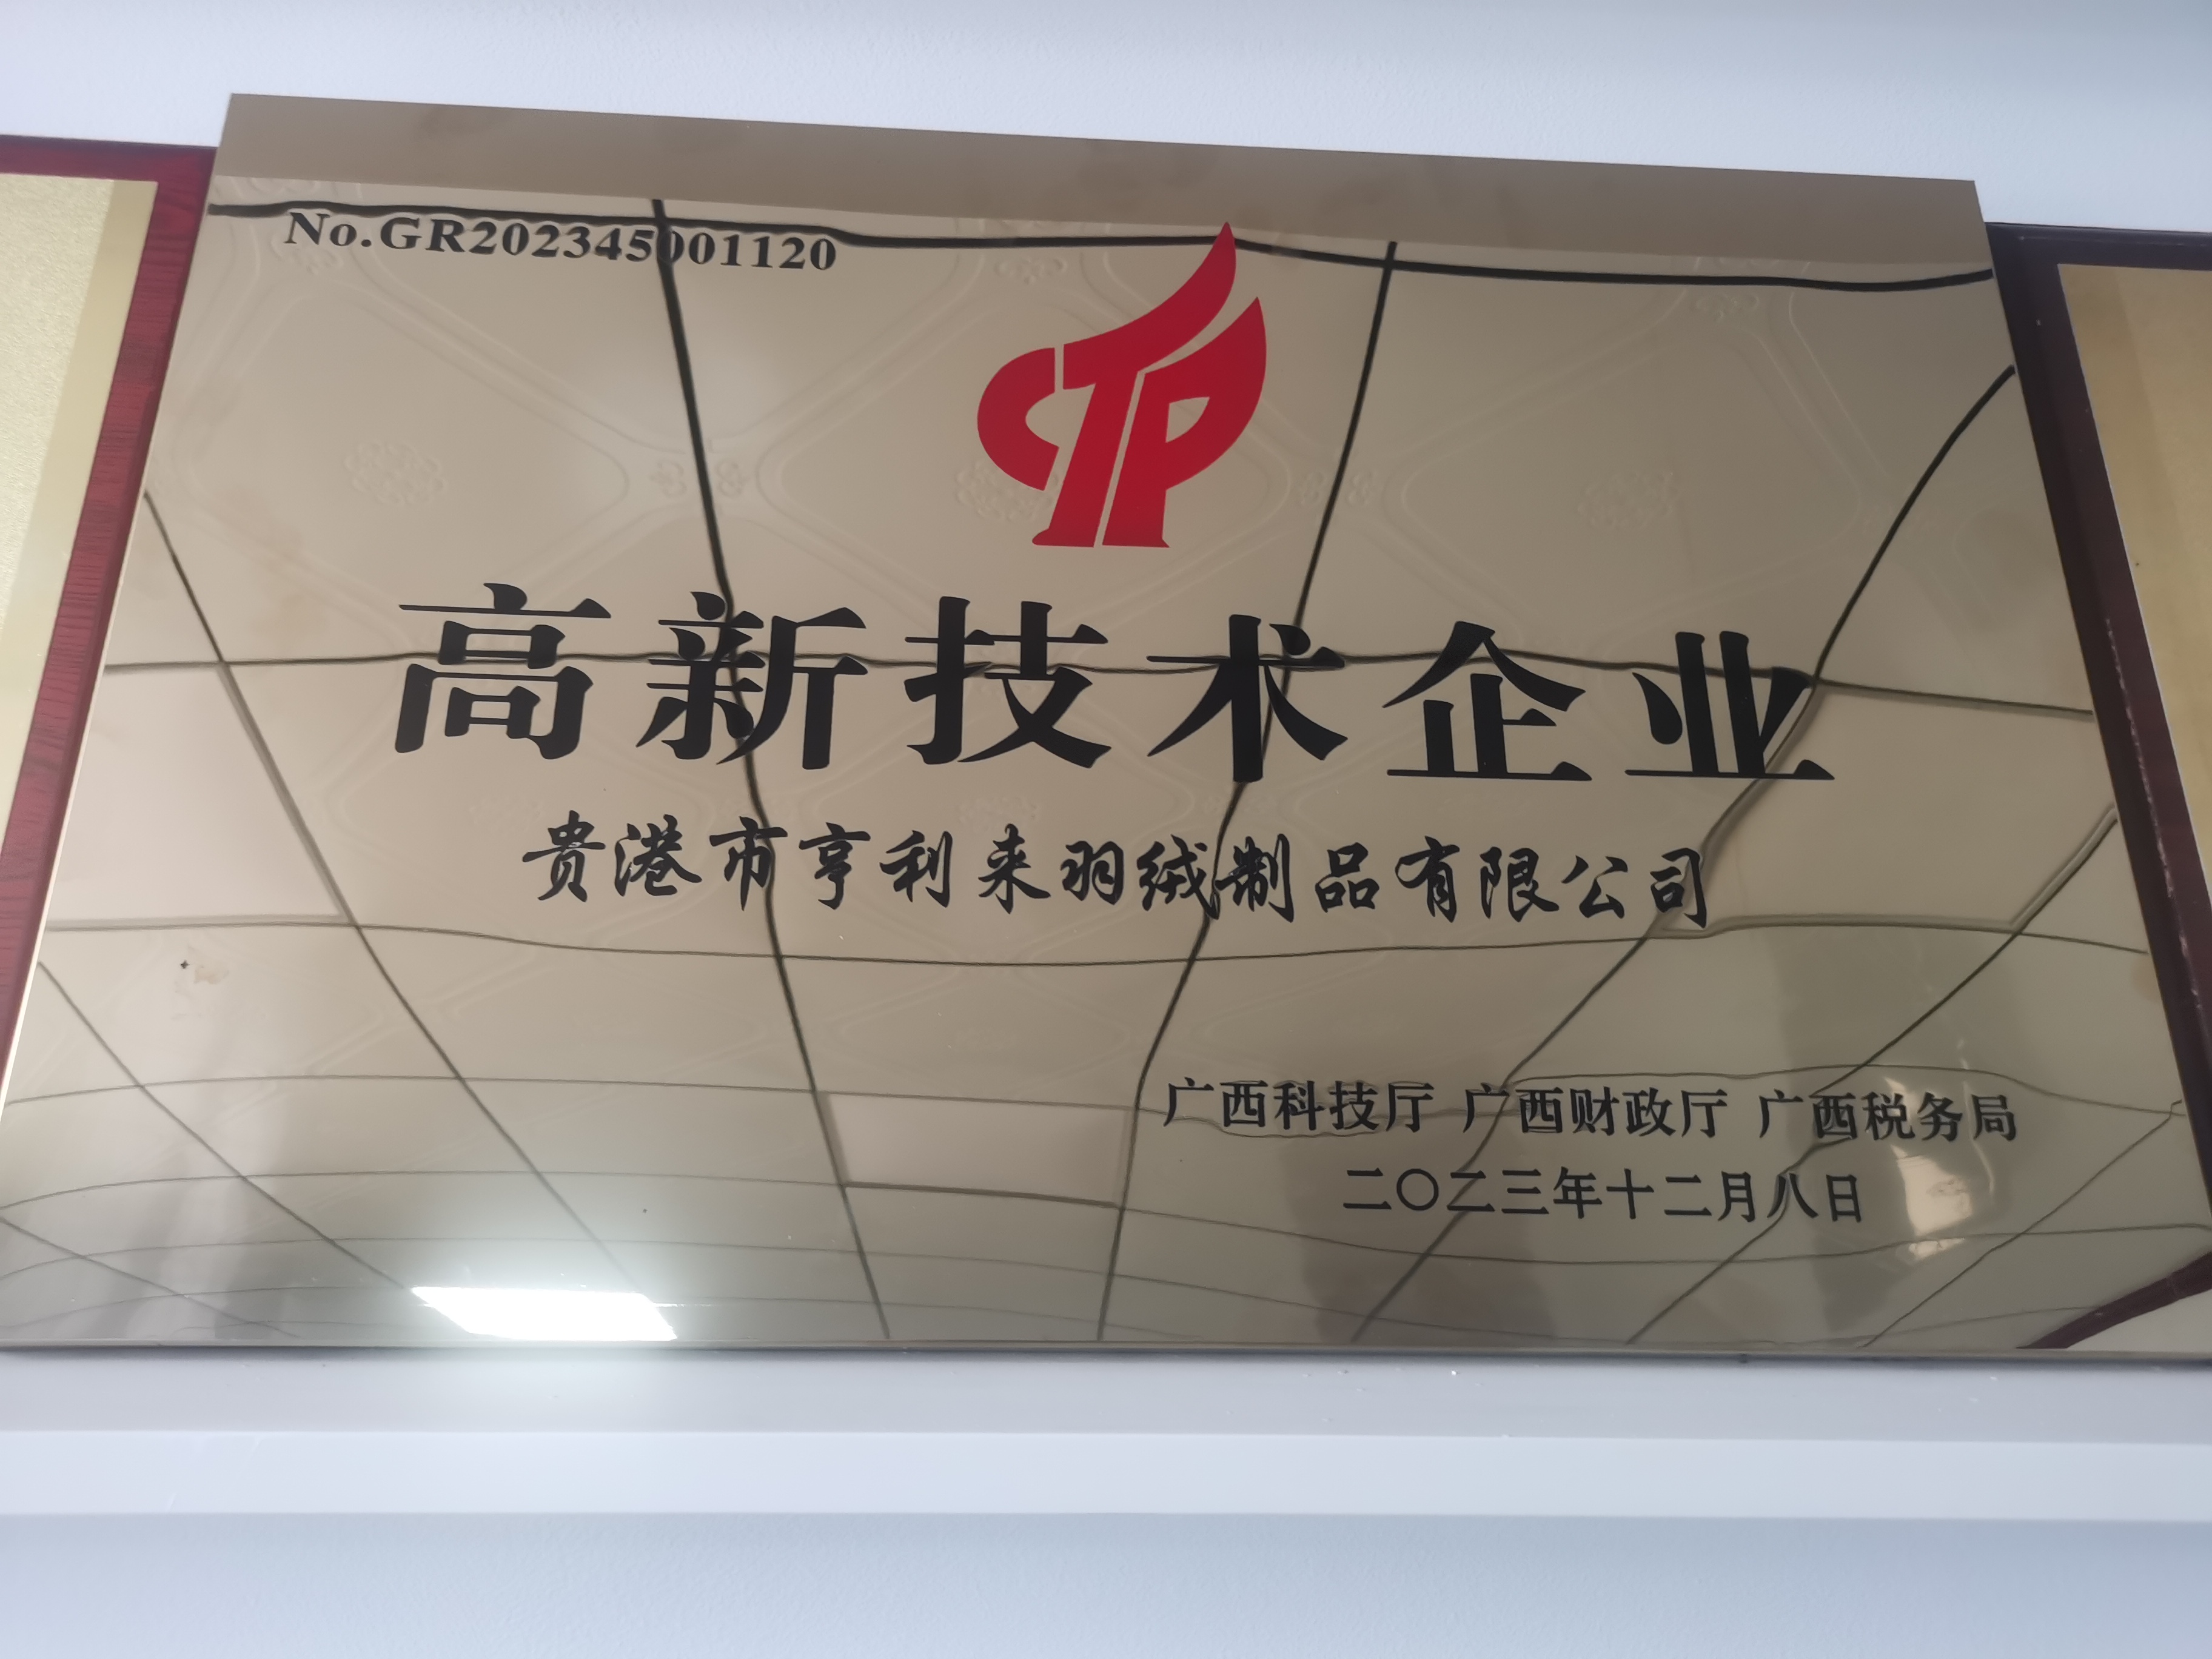 No.GR202345001120
CTP
高新技术企业
贵港市亨利来羽绒制品有限公司
广西科技厅 广西财政厅 广西税务局
二〇二三年十二月八日